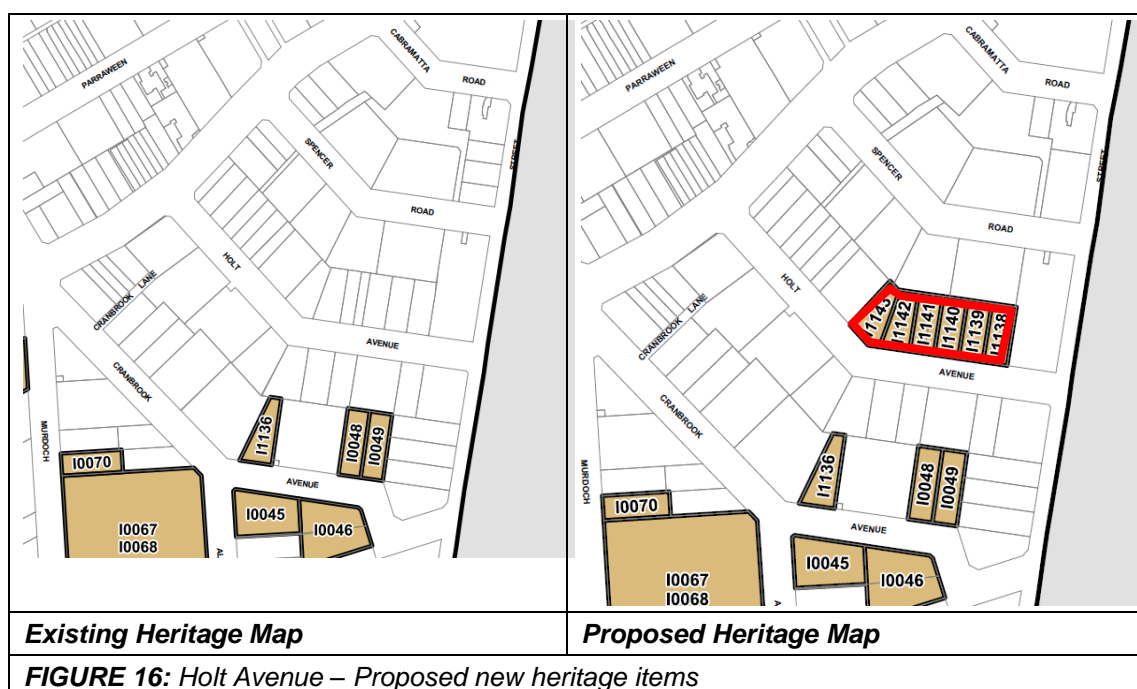 CABRAMATTA
ROAD
PARRAWEEN
STREET
SPENCER
ROAD
HOLT
CRANBROOK LANE
AVENUE
CRANBROOK
I1136
I0048
I0049
MURDOCH
I0070
AVENUE
I0045
I0046
I0067
I0068
CABRAMATTA
ROAD
PARRAWEEN
STREET
SPENCER
ROAD
HOLT
I1143
I1142
I1141
I1140
I1139
I1138
CRANBROOK LANE
AVENUE
CRANBROOK
I1136
I0048
I0049
MURDOCH
I0070
AVENUE
I0045
I0046
I0067
I0068
Existing Heritage Map
Proposed Heritage Map
FIGURE 16: Holt Avenue – Proposed new heritage items